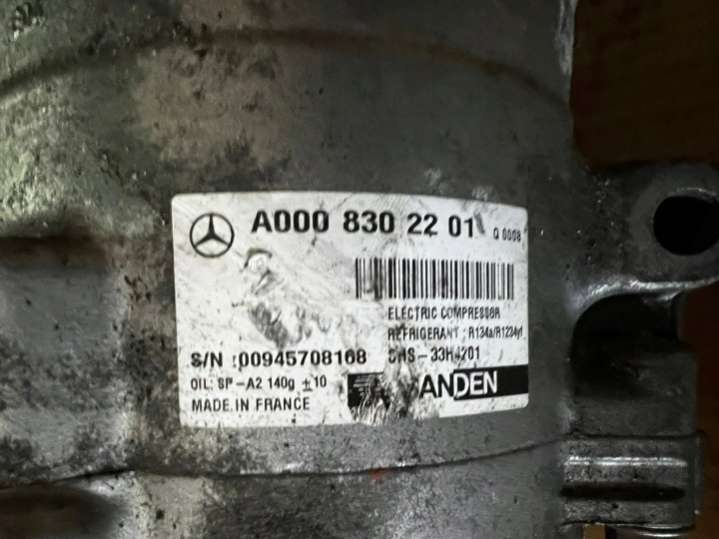 A000 830 22 01 Q 0008
ELECTRIC COMPRESSOR
REFRIGERANT : R134a/R1234yf
S/N :00945708168 SHS-33H4201
OIL: SP-A2 140g ±10 ANDEN
MADE IN FRANCE